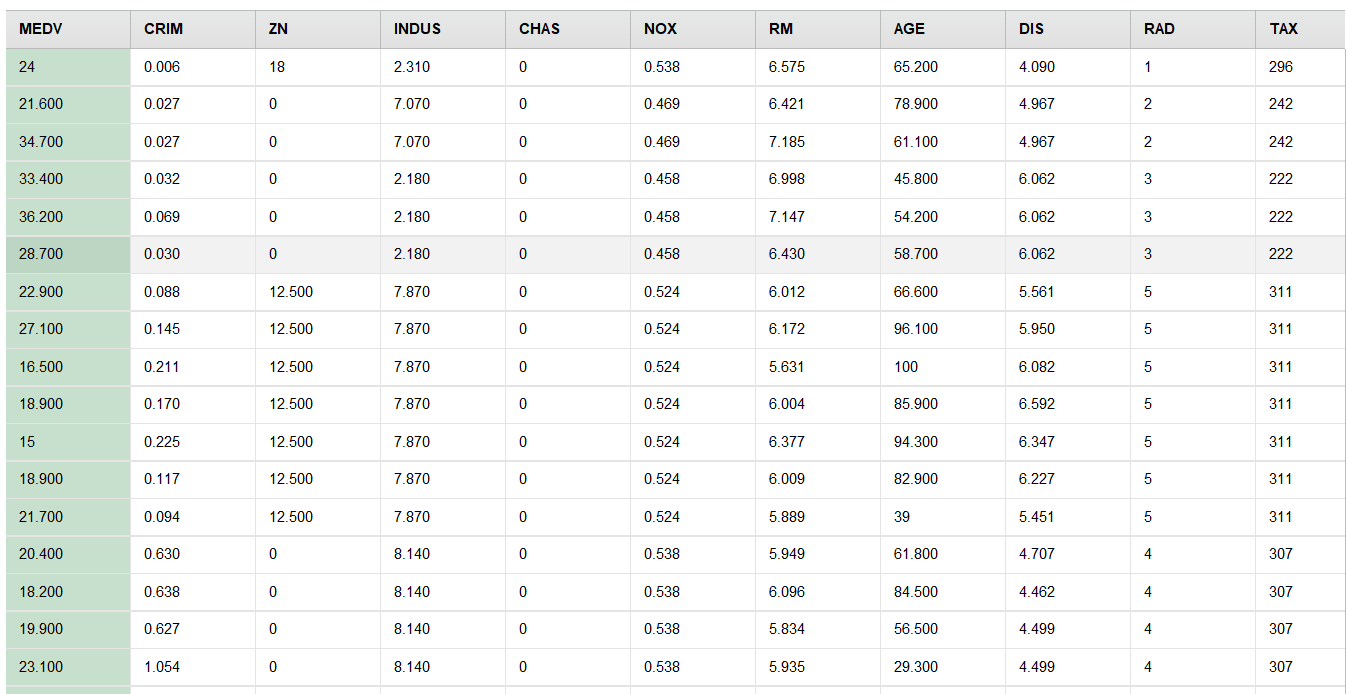 MEDV CRIM ZN INDUS CHAS NOX RM AGE DIS RAD TAX
24 0.006 18 2.310 0 0.538 6.575 65.200 4.090 1 296
21.600 0.027 0 7.070 0 0.469 6.421 78.900 4.967 2 242
34.700 0.027 0 7.070 0 0.469 7.185 61.100 4.967 2 242
33.400 0.032 0 2.180 0 0.458 6.998 45.800 6.062 3 222
36.200 0.069 0 2.180 0 0.458 7.147 54.200 6.062 3 222
28.700 0.030 0 2.180 0 0.458 6.430 58.700 6.062 3 222
22.900 0.088 12.500 7.870 0 0.524 6.012 66.600 5.561 5 311
27.100 0.145 12.500 7.870 0 0.524 6.172 96.100 5.950 5 311
16.500 0.211 12.500 7.870 0 0.524 5.631 100 6.082 5 311
18.900 0.170 12.500 7.870 0 0.524 6.004 85.900 6.592 5 311
15 0.225 12.500 7.870 0 0.524 6.377 94.300 6.347 5 311
18.900 0.117 12.500 7.870 0 0.524 6.009 82.900 6.227 5 311
21.700 0.094 12.500 7.870 0 0.524 5.889 39 5.451 5 311
20.400 0.630 0 8.140 0 0.538 5.949 61.800 4.707 4 307
18.200 0.638 0 8.140 0 0.538 6.096 84.500 4.462 4 307
19.900 0.627 0 8.140 0 0.538 5.834 56.500 4.499 4 307
23.100 1.054 0 8.140 0 0.538 5.935 29.300 4.499 4 307